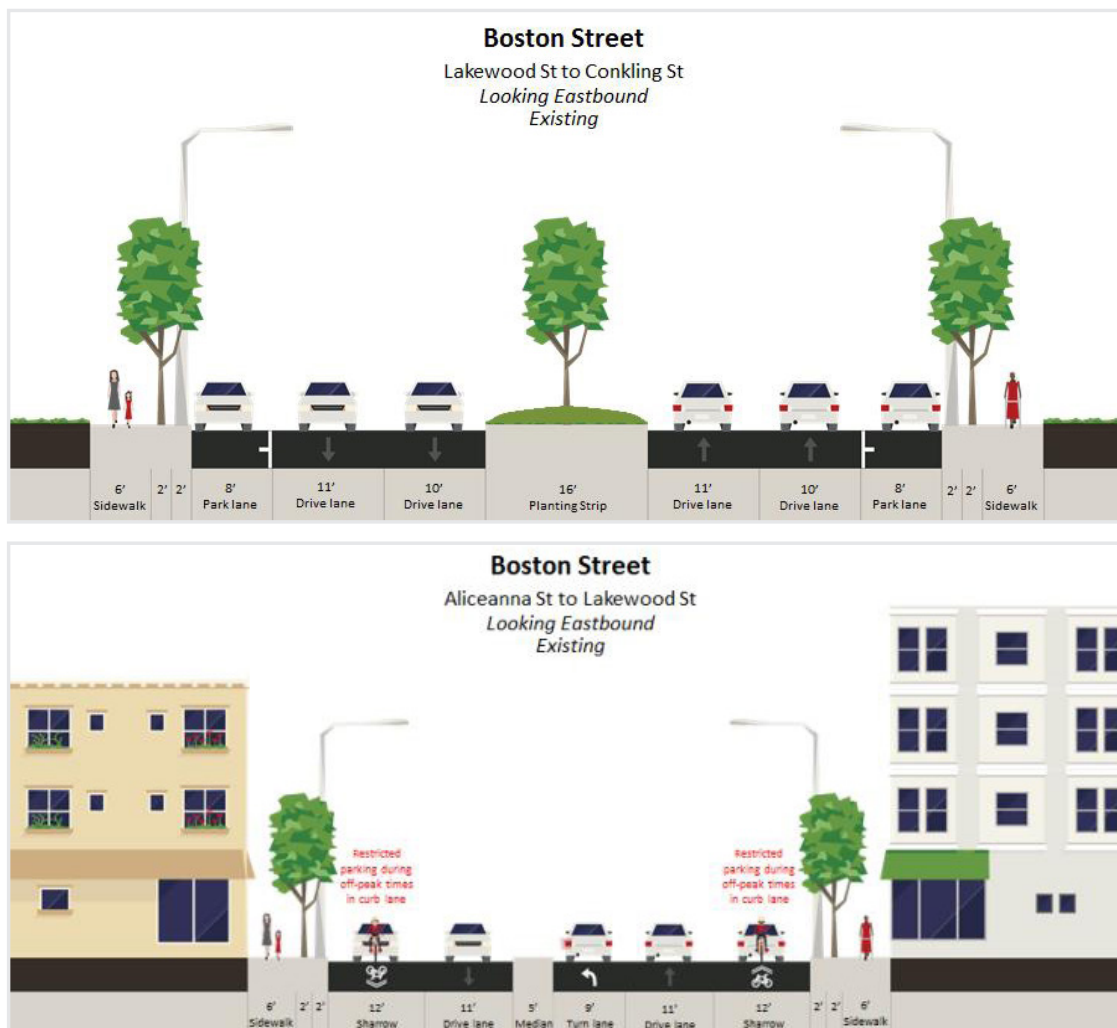 Boston Street
Lakewood St to Conkling St
Looking Eastbound
Existing
6' 2' 2' 8' 11' 10' 16' 11' 10' 8' 2' 2' 6'
Sidewalk Park lane Drive lane Drive lane Planting Strip Drive lane Drive lane Park lane Sidewalk
Boston Street
Aliceanna St to Lakewood St
Looking Eastbound
Existing
Restricted
parking during
off-peak times
in curb lane
Restricted
parking during
off-peak times
in curb lane
6' 2' 2' 12' 11' 5' 9' 11' 12' 2' 2' 6'
Sidewalk Sharrow Drive lane Median Turn lane Drive lane Sharrow Sidewalk